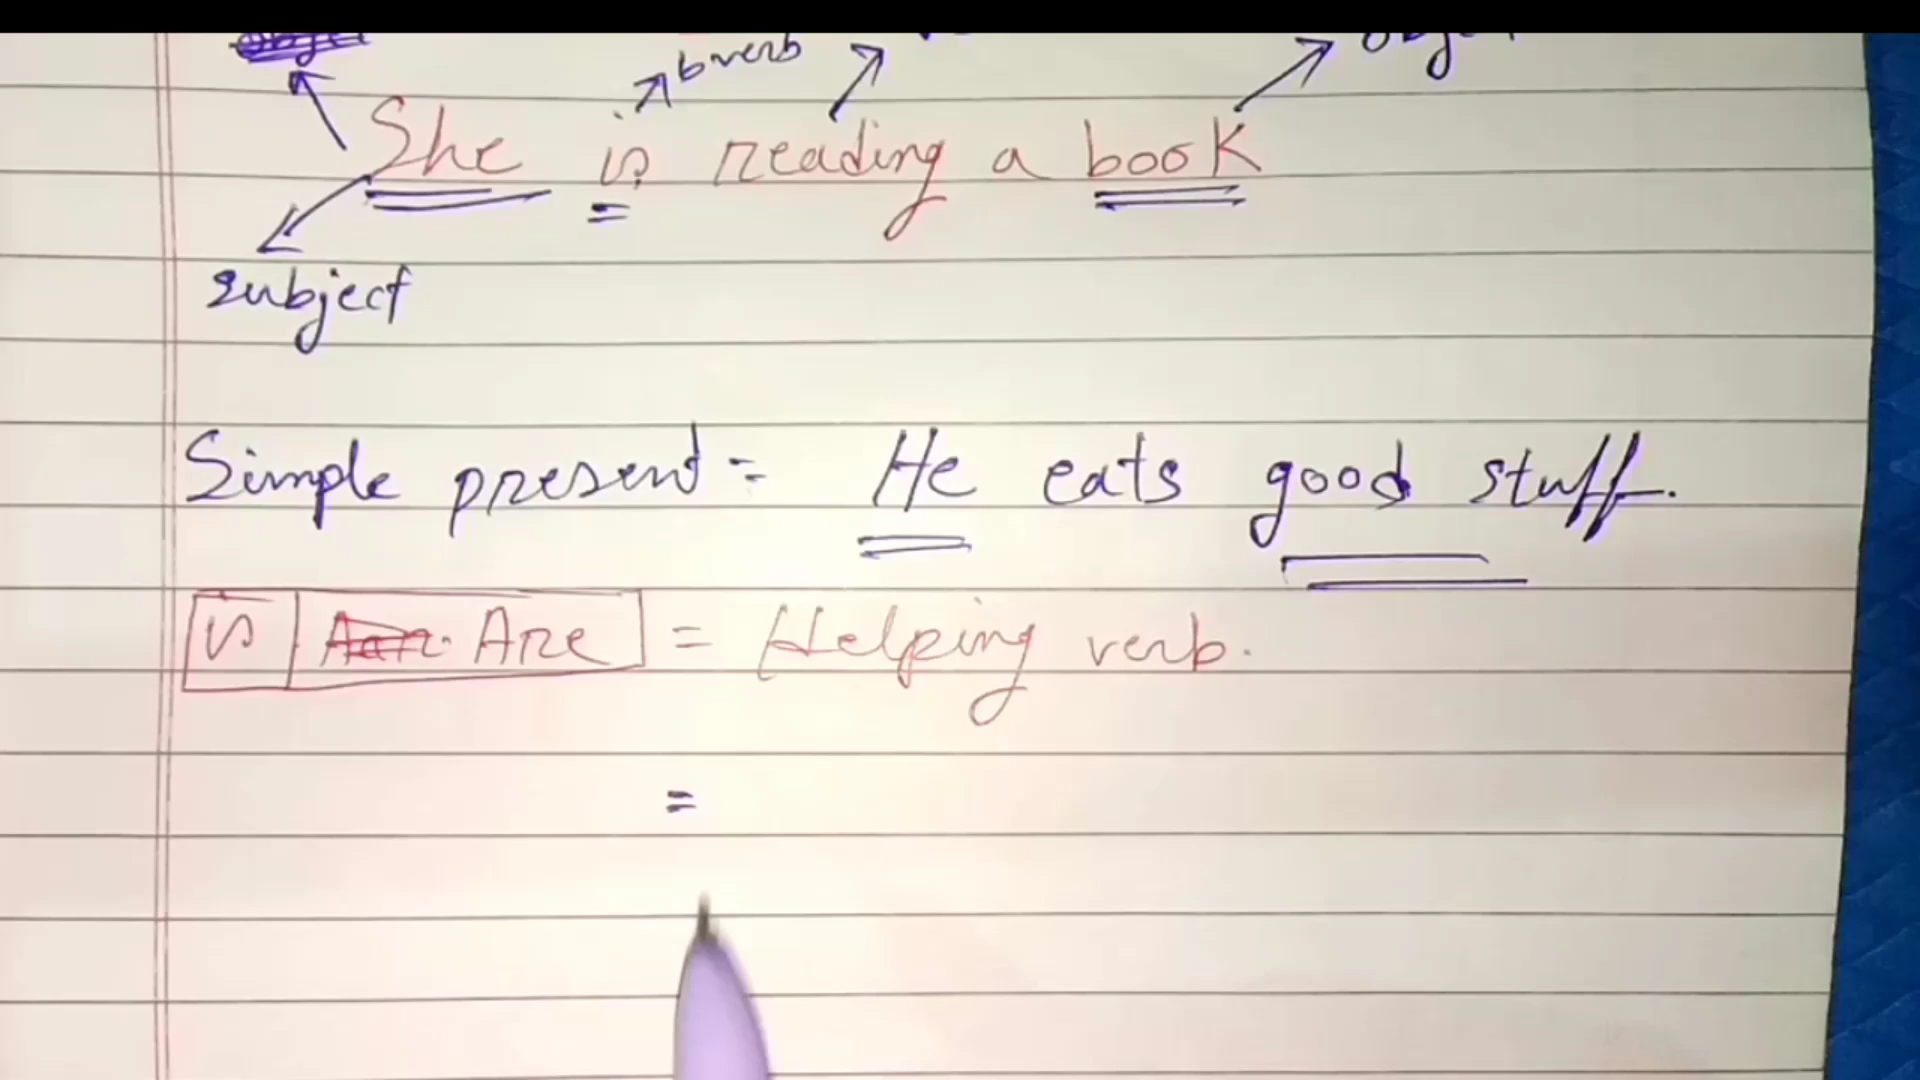 b verb
She is reading a book
subject
Simple present = He eats good stuff.
is Are = Helping verb.
=